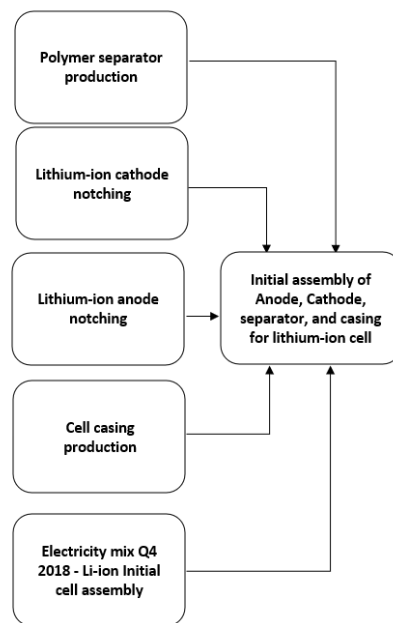 Polymer separator
production
Lithium-ion cathode
notching
Lithium-ion anode
notching
Initial assembly of
Anode, Cathode,
separator, and casing
for lithium-ion cell
Cell casing
production
Electricity mix Q4
2018 - Li-ion Initial
cell assembly